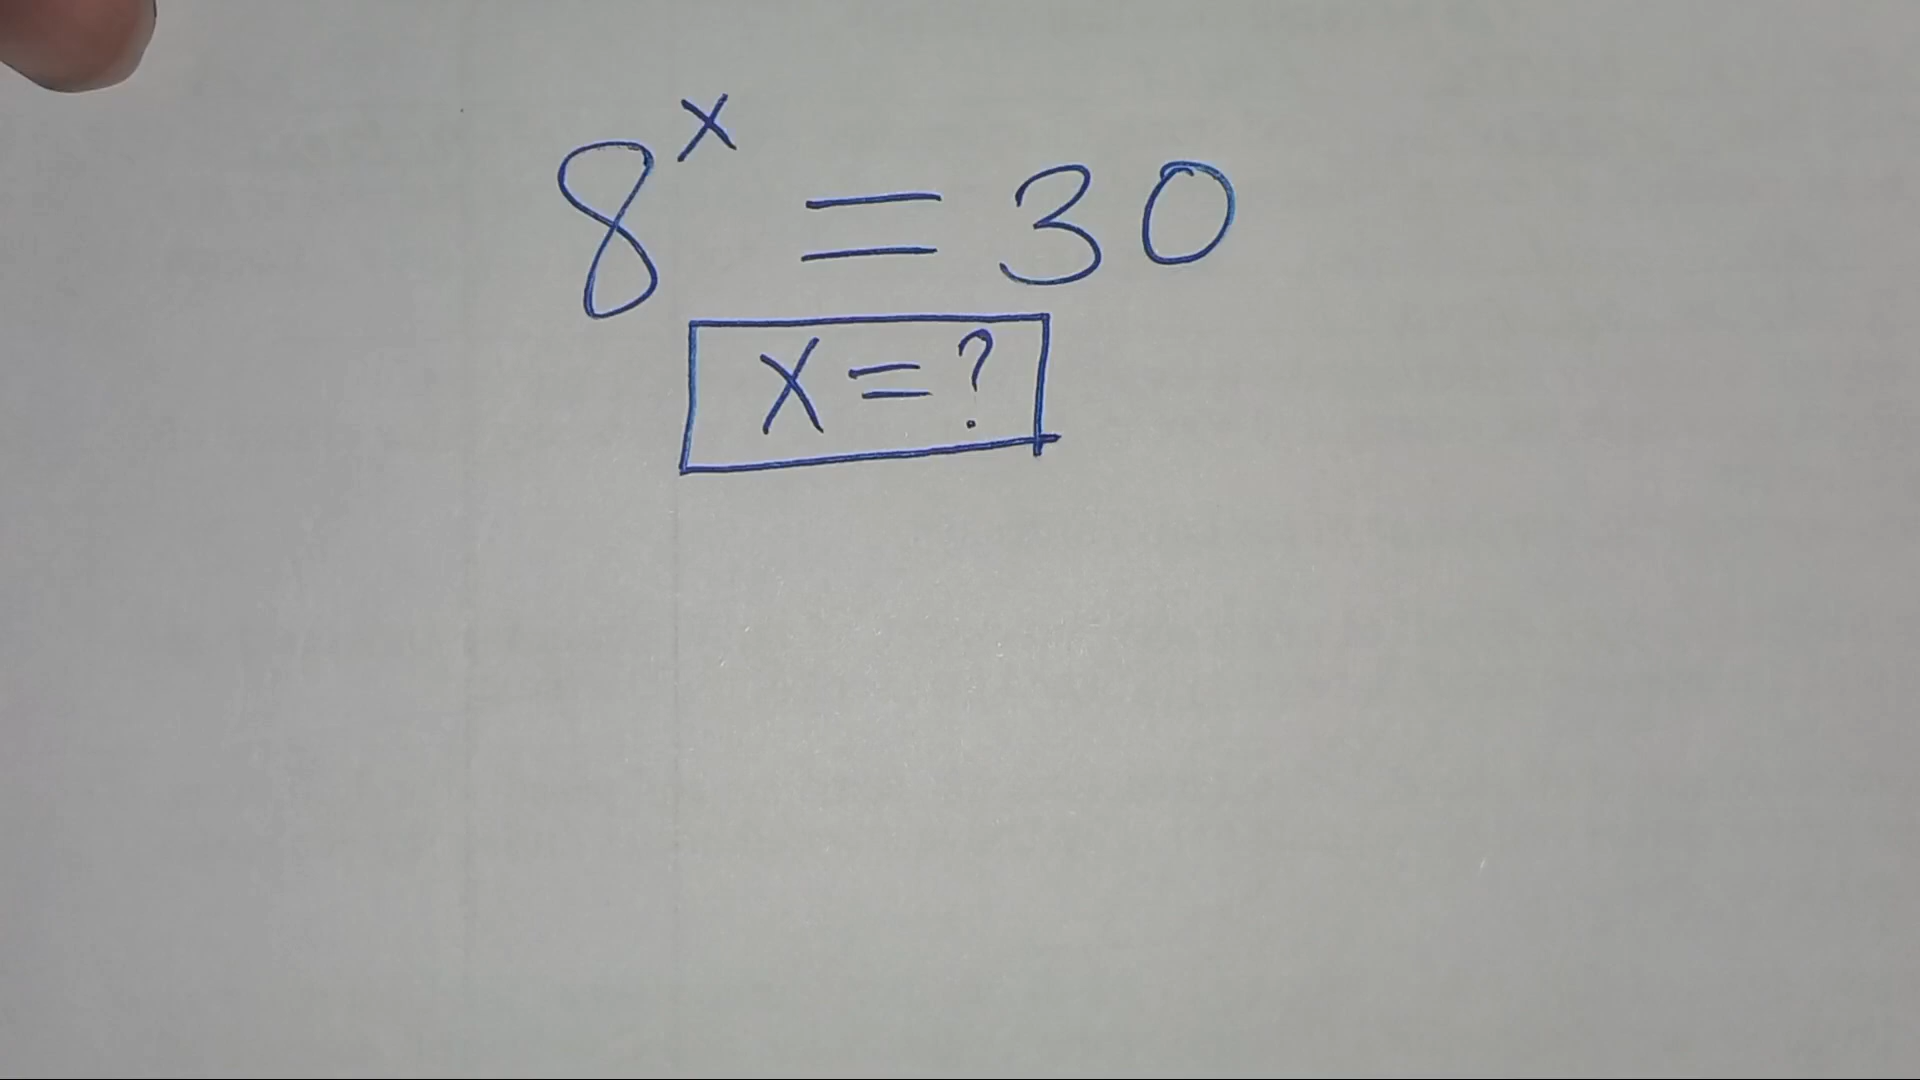 8^x = 30
x = ?